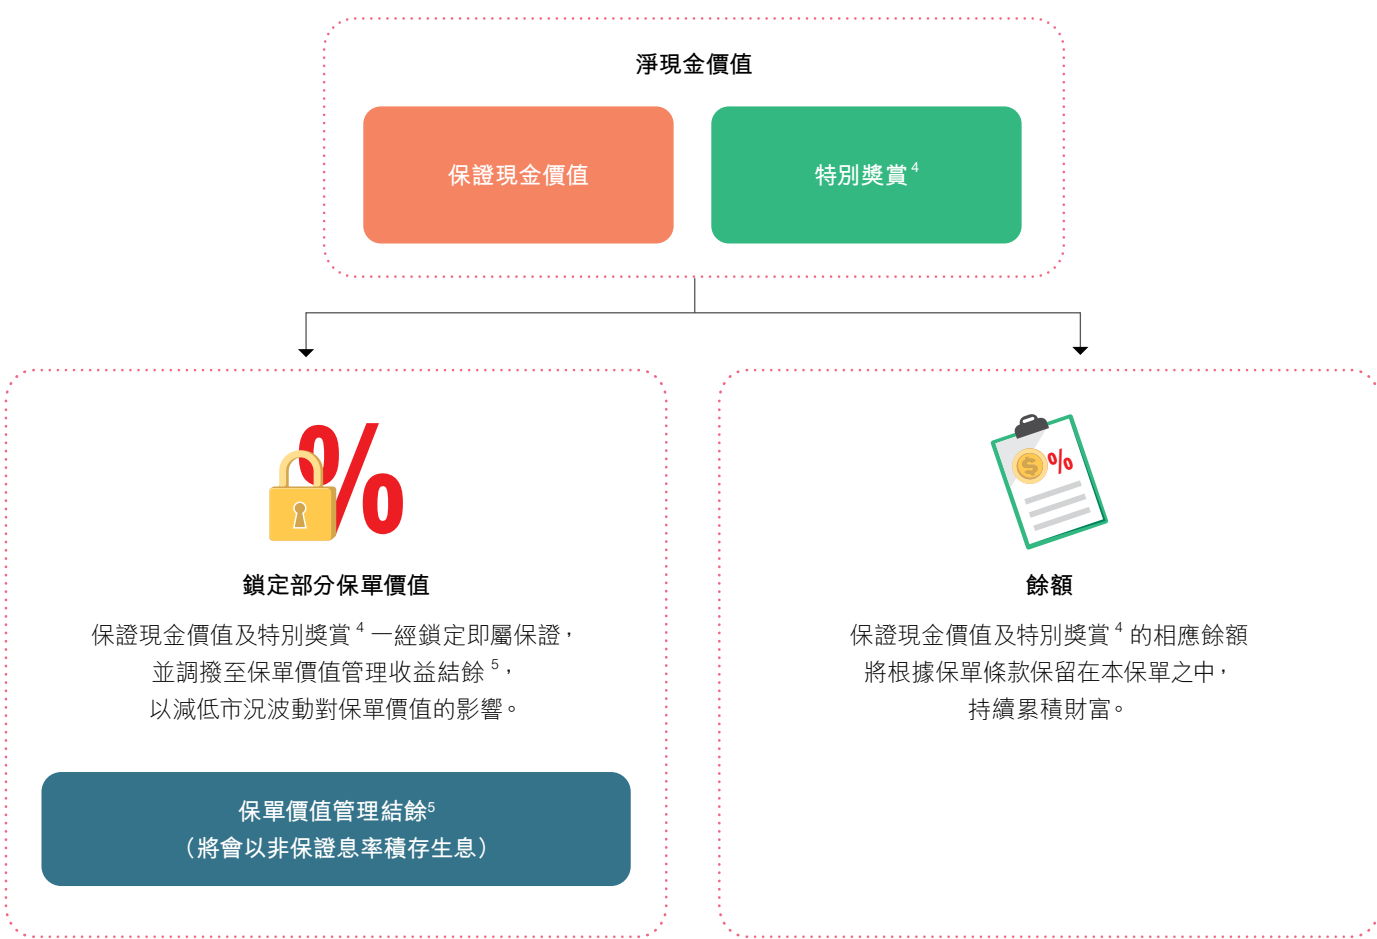 淨現金價值
保證現金價值
特別獎賞4
%
%
$
鎖定部分保單價值
保證現金價值及特別獎賞4 一經鎖定即屬保證，
並調撥至保單價值管理收益結餘5，
以減低市況波動對保單價值的影響。
保單價值管理結餘5
（將會以非保證息率積存生息）
餘額
保證現金價值及特別獎賞4 的相應餘額
將根據保單條款保留在本保單之中，
持續累積財富。